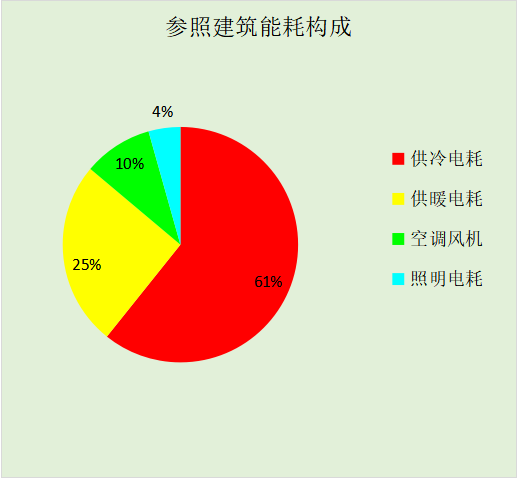 参照建筑能耗构成
4%
10%
25%
61%
供冷电耗
供暖电耗
空调风机
照明电耗